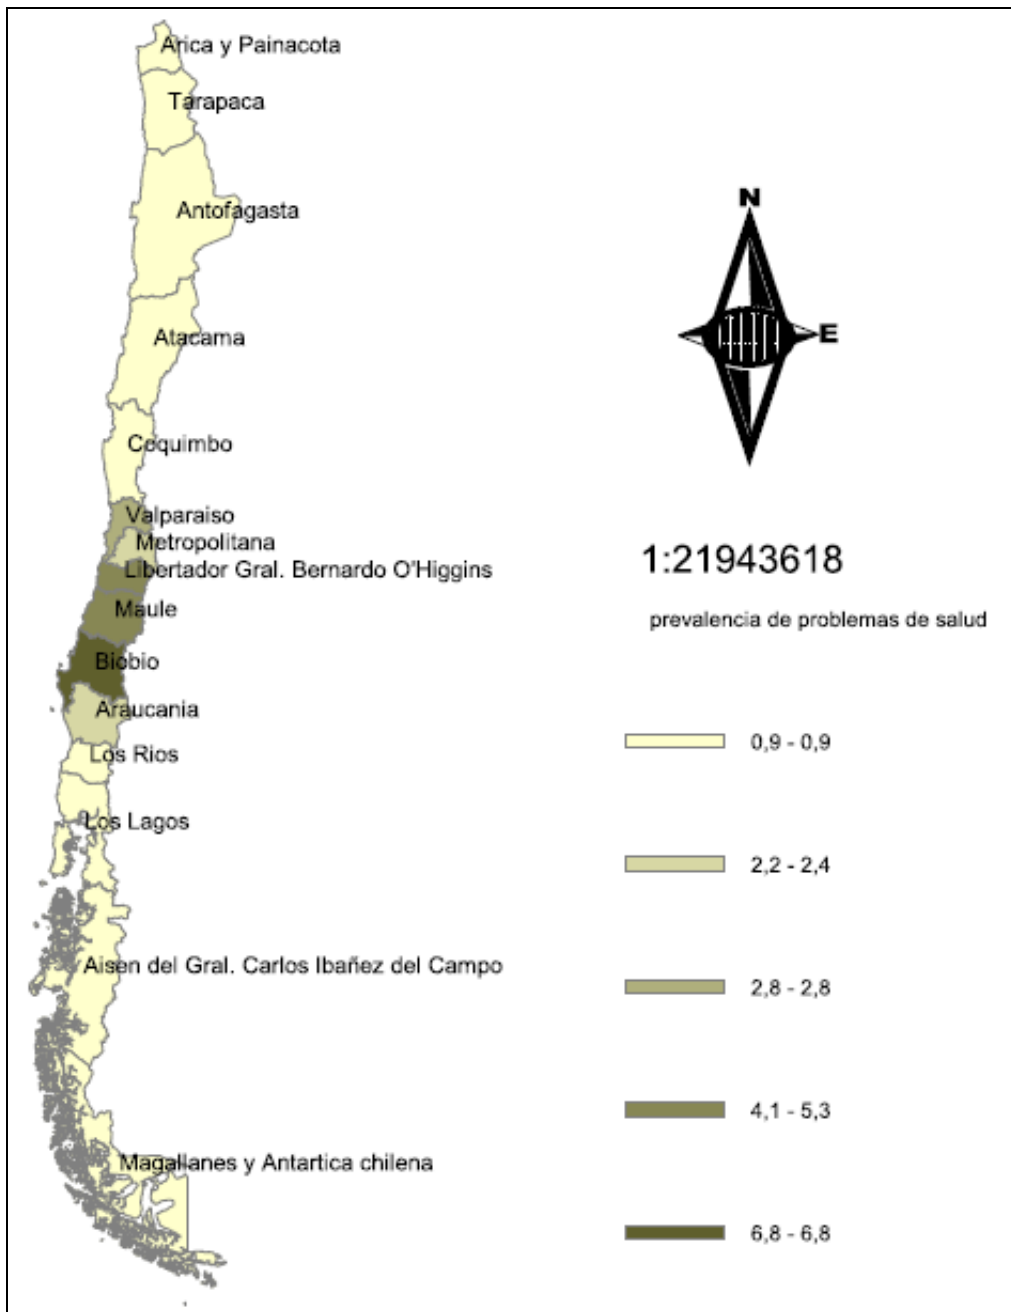 Arica y Painacota
Tarapaca
Antofagasta
Atacama
Coquimbo
Valparaiso
Metropolitana
Libertador Gral. Bernardo O'Higgins
Maule
Biobio
Araucania
Los Rios
Los Lagos
Aisen del Gral. Carlos Ibañez del Campo
Magallanes y Antartica chilena
N
E
1:21943618
prevalencia de problemas de salud
0,9 - 0,9
2,2 - 2,4
2,8 - 2,8
4,1 - 5,3
6,8 - 6,8